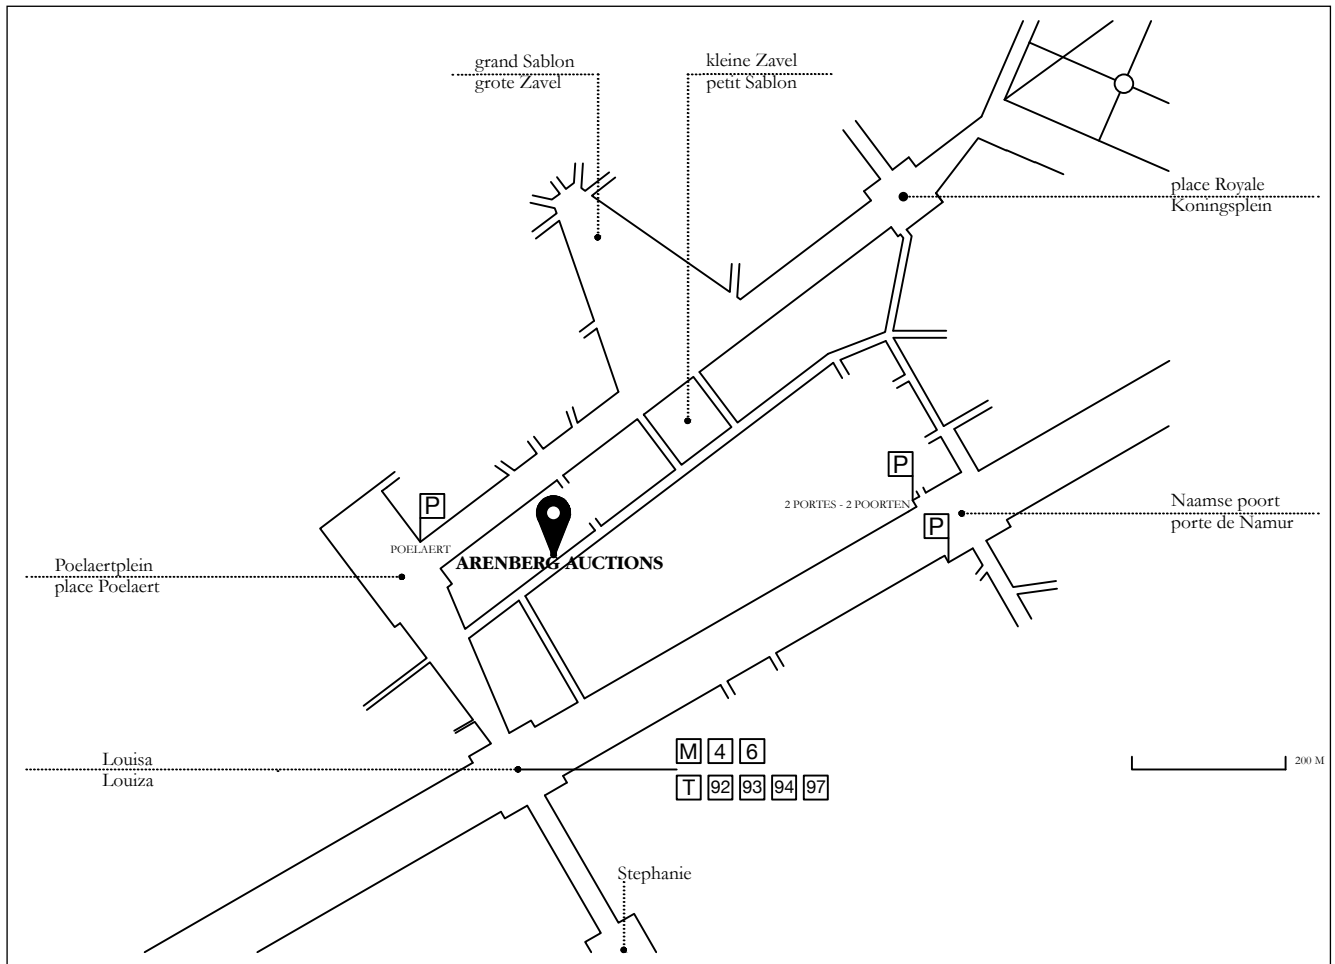 grand Sablon
grote Zavel
kleine Zavel
petit Sablon
place Royale
Koningsplein
P
P
2 PORTES - 2 POORTEN
P
Naamse poort
porte de Namur
POELAERT
ARENBERG AUCTIONS
Poelaertplein
place Poelaert
Louisa
Louiza
M 4 6
T 92 93 94 97
200 M
Stephanie